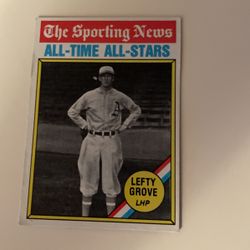 The Sporting News
ALL-TIME ALL-STARS
A
LEFTY
GROVE
LHP